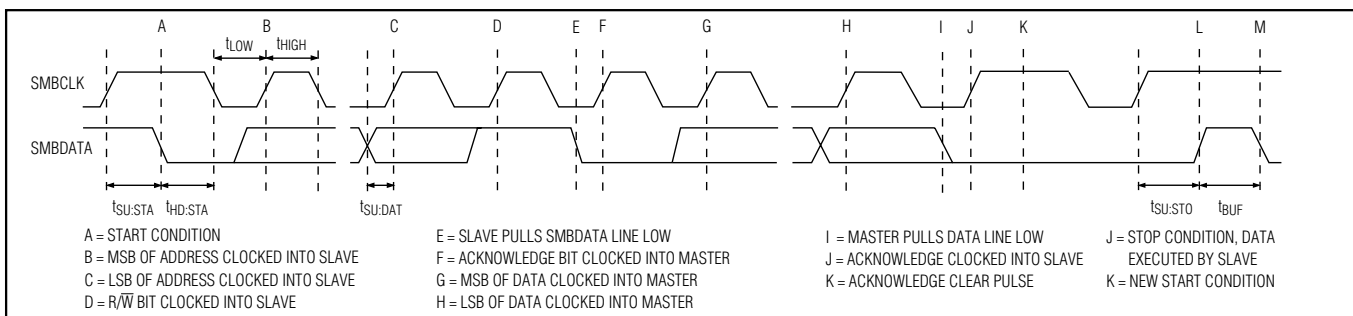 A B C D E F G H I J K L M
tLOW tHIGH
SMBCLK
SMBDATA
tSU:STA tHD:STA tSU:DAT tSU:STO tBUF
A = START CONDITION
B = MSB OF ADDRESS CLOCKED INTO SLAVE
C = LSB OF ADDRESS CLOCKED INTO SLAVE
D = R/W̅ BIT CLOCKED INTO SLAVE
E = SLAVE PULLS SMBDATA LINE LOW
F = ACKNOWLEDGE BIT CLOCKED INTO MASTER
G = MSB OF DATA CLOCKED INTO MASTER
H = LSB OF DATA CLOCKED INTO MASTER
I = MASTER PULLS DATA LINE LOW
J = ACKNOWLEDGE CLOCKED INTO SLAVE
K = ACKNOWLEDGE CLEAR PULSE
J = STOP CONDITION, DATA
EXECUTED BY SLAVE
K = NEW START CONDITION